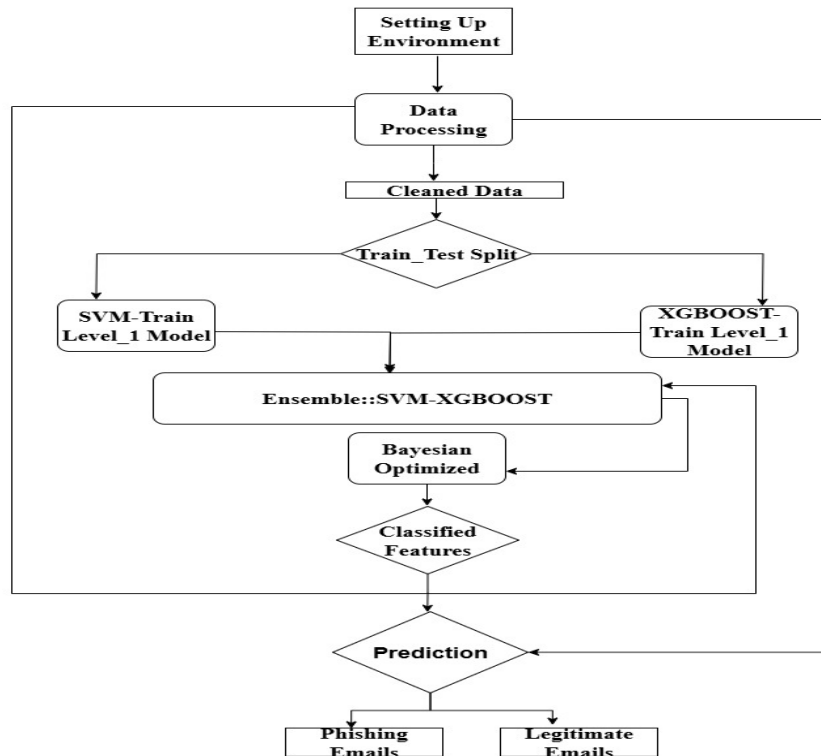 Setting Up
Environment
Data
Processing
Cleaned Data
Train_Test Split
SVM-Train
Level_1 Model
XGBOOST-
Train Level_1
Model
Ensemble::SVM-XGBOOST
Bayesian
Optimized
Classified
Features
Prediction
Phishing
Emails
Legitimate
Emails